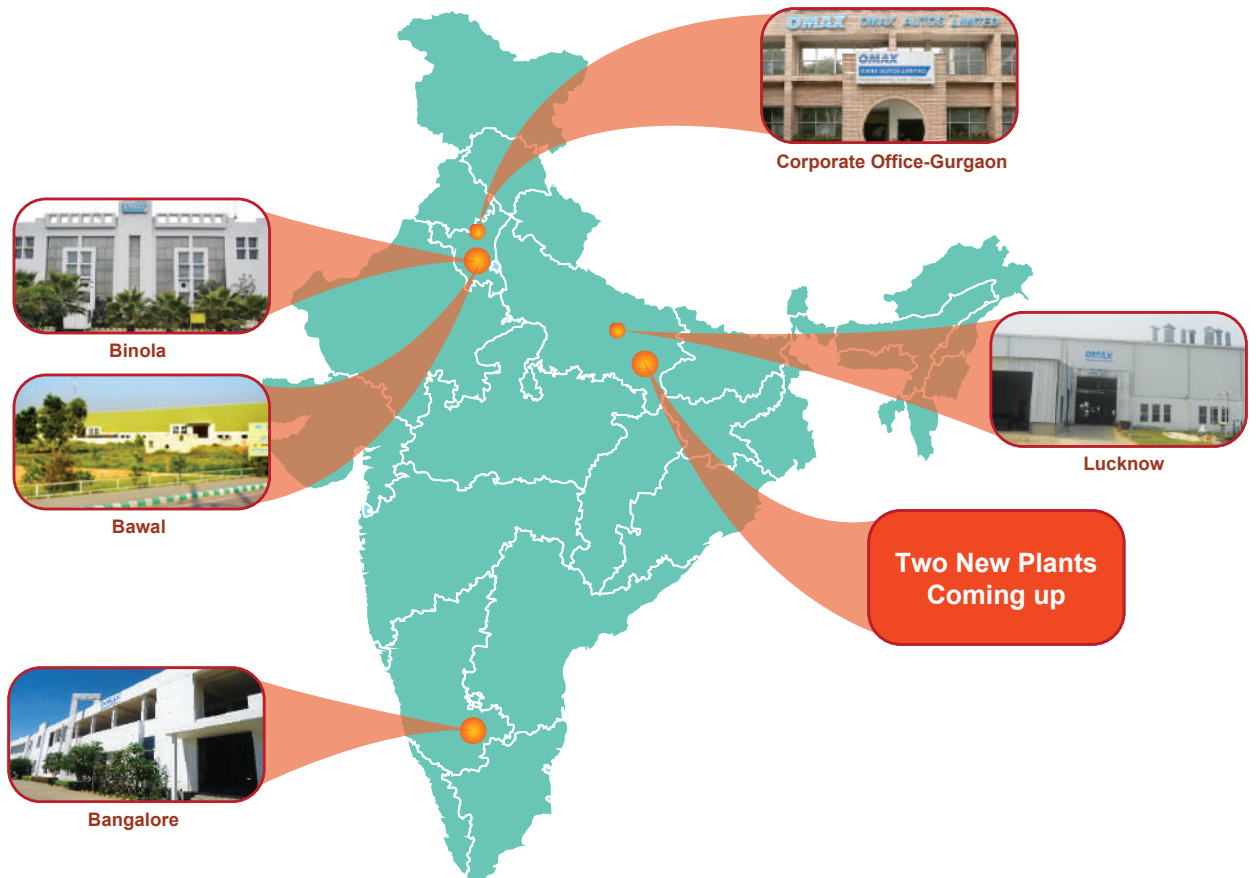 OMAX OMAX AUTOS LIMITED
OMAX
OMAX AUTOS LIMITED
Corporate Office-Gurgaon
Binola
OMAX
Lucknow
Bawal
Two New Plants
Coming up
OMAX
Bangalore